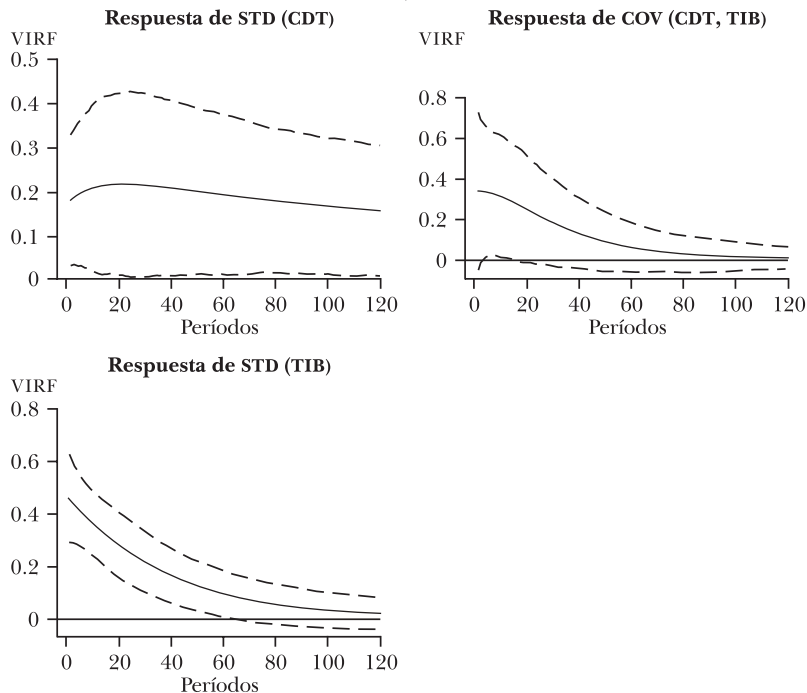 Respuesta de STD (CDT)
VIRF
0.5
0.4
0.3
0.2
0.1
0
0 20 40 60 80 100 120
Períodos
Respuesta de COV (CDT, TIB)
VIRF
0.8
0.6
0.4
0.2
0
0 20 40 60 80 100 120
Períodos
Respuesta de STD (TIB)
VIRF
0.8
0.6
0.4
0.2
0
0 20 40 60 80 100 120
Períodos